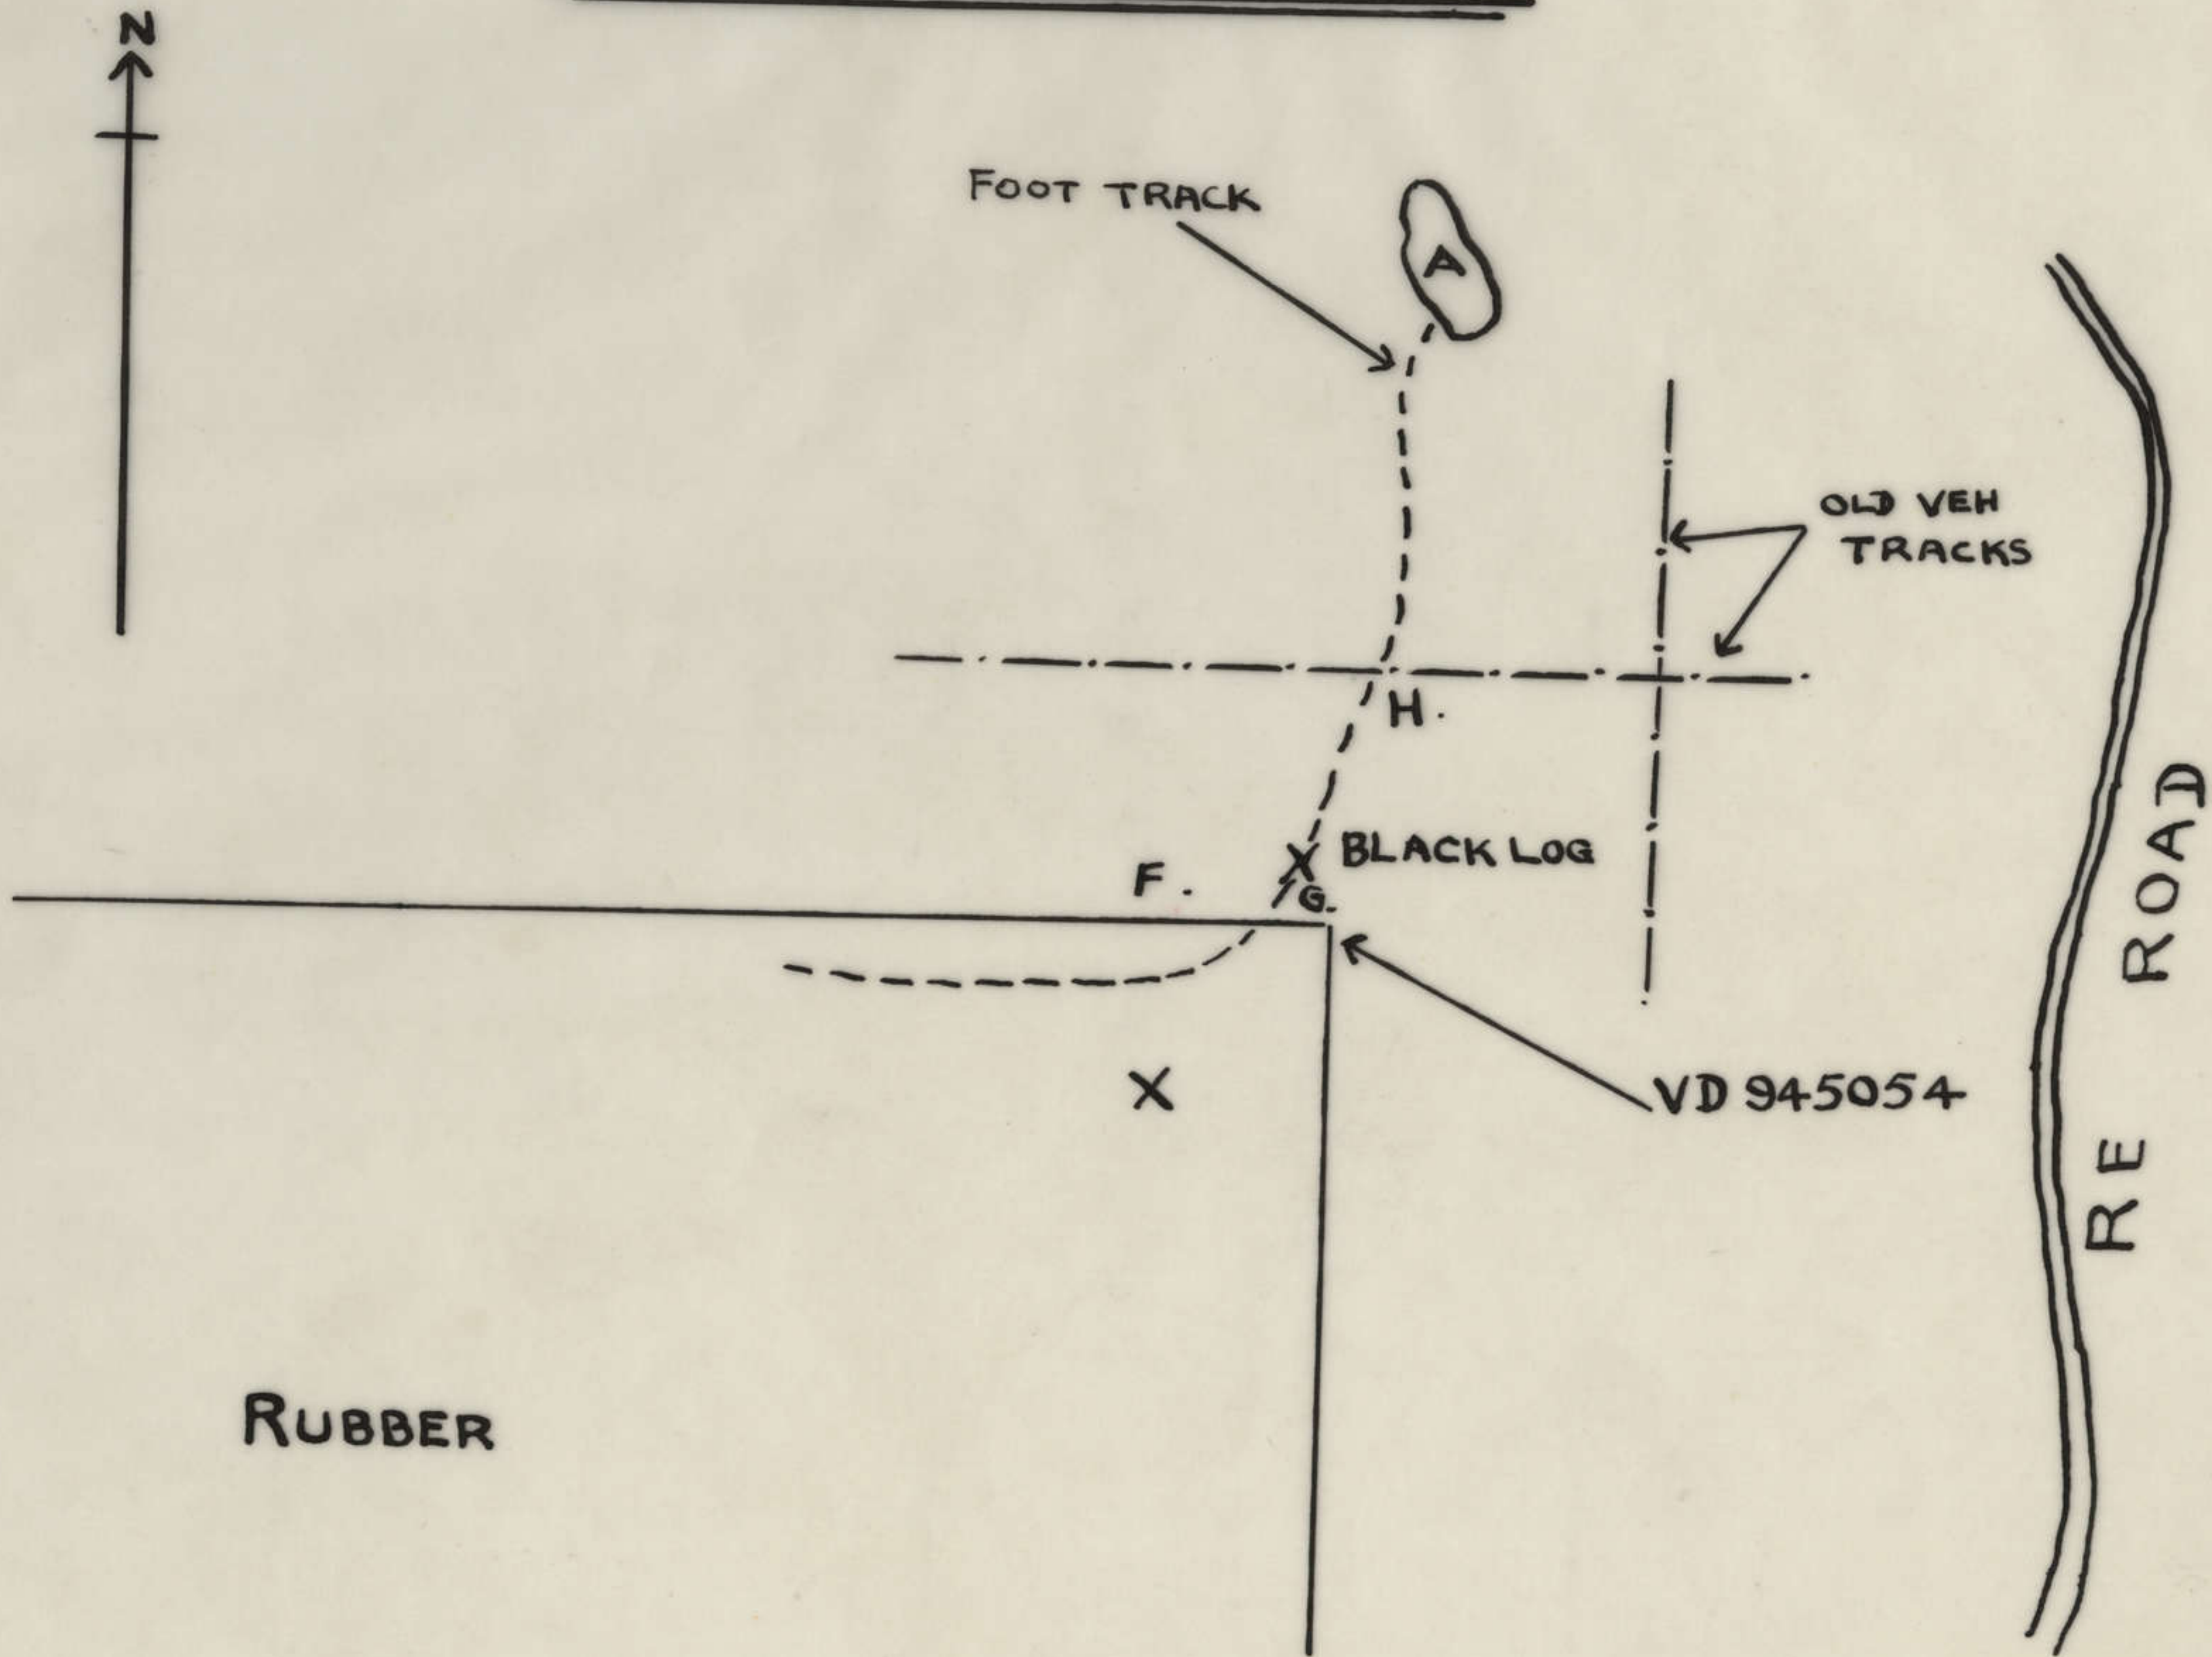 N
FOOT TRACK
A
OLD VEH
TRACKS
H.
BLACK LOG
F.
G.
X
VD 945054
RE ROAD
RUBBER